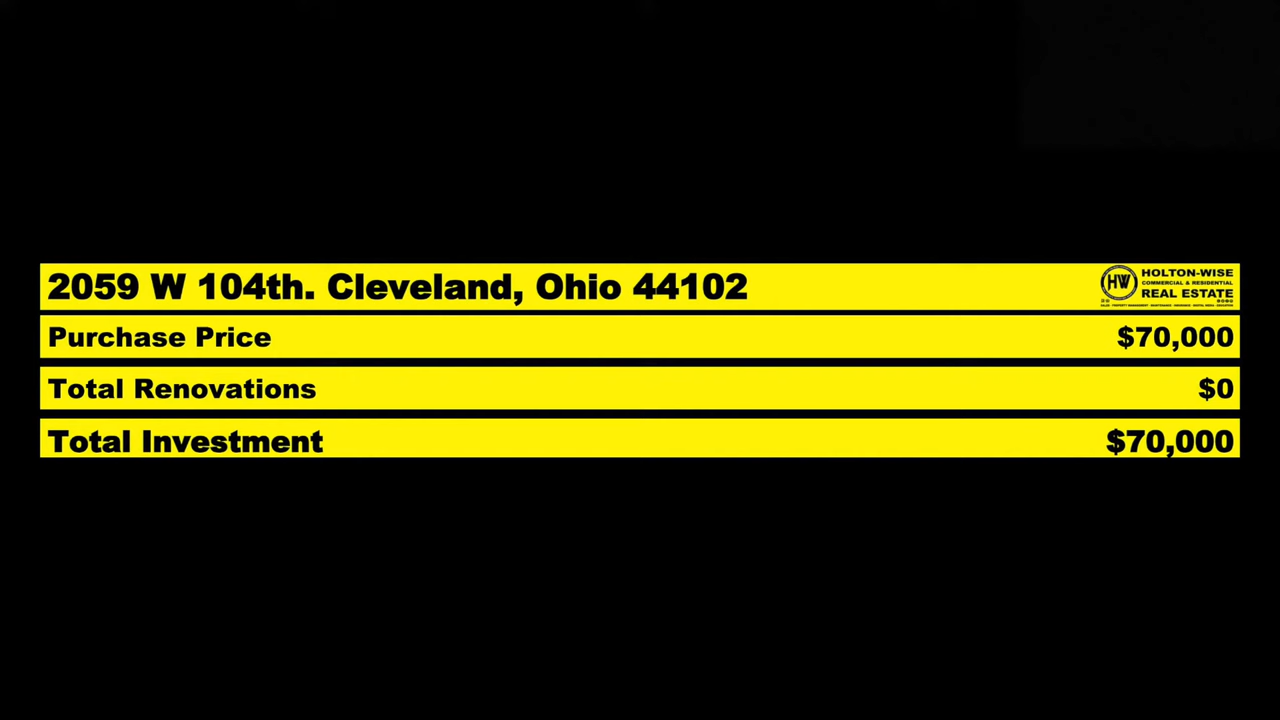 2059 W 104th. Cleveland, Ohio 44102
HW
HOLTON-WISE
COMMERCIAL & RESIDENTIAL
REAL ESTATE
Purchase Price $70,000
Total Renovations $0
Total Investment $70,000